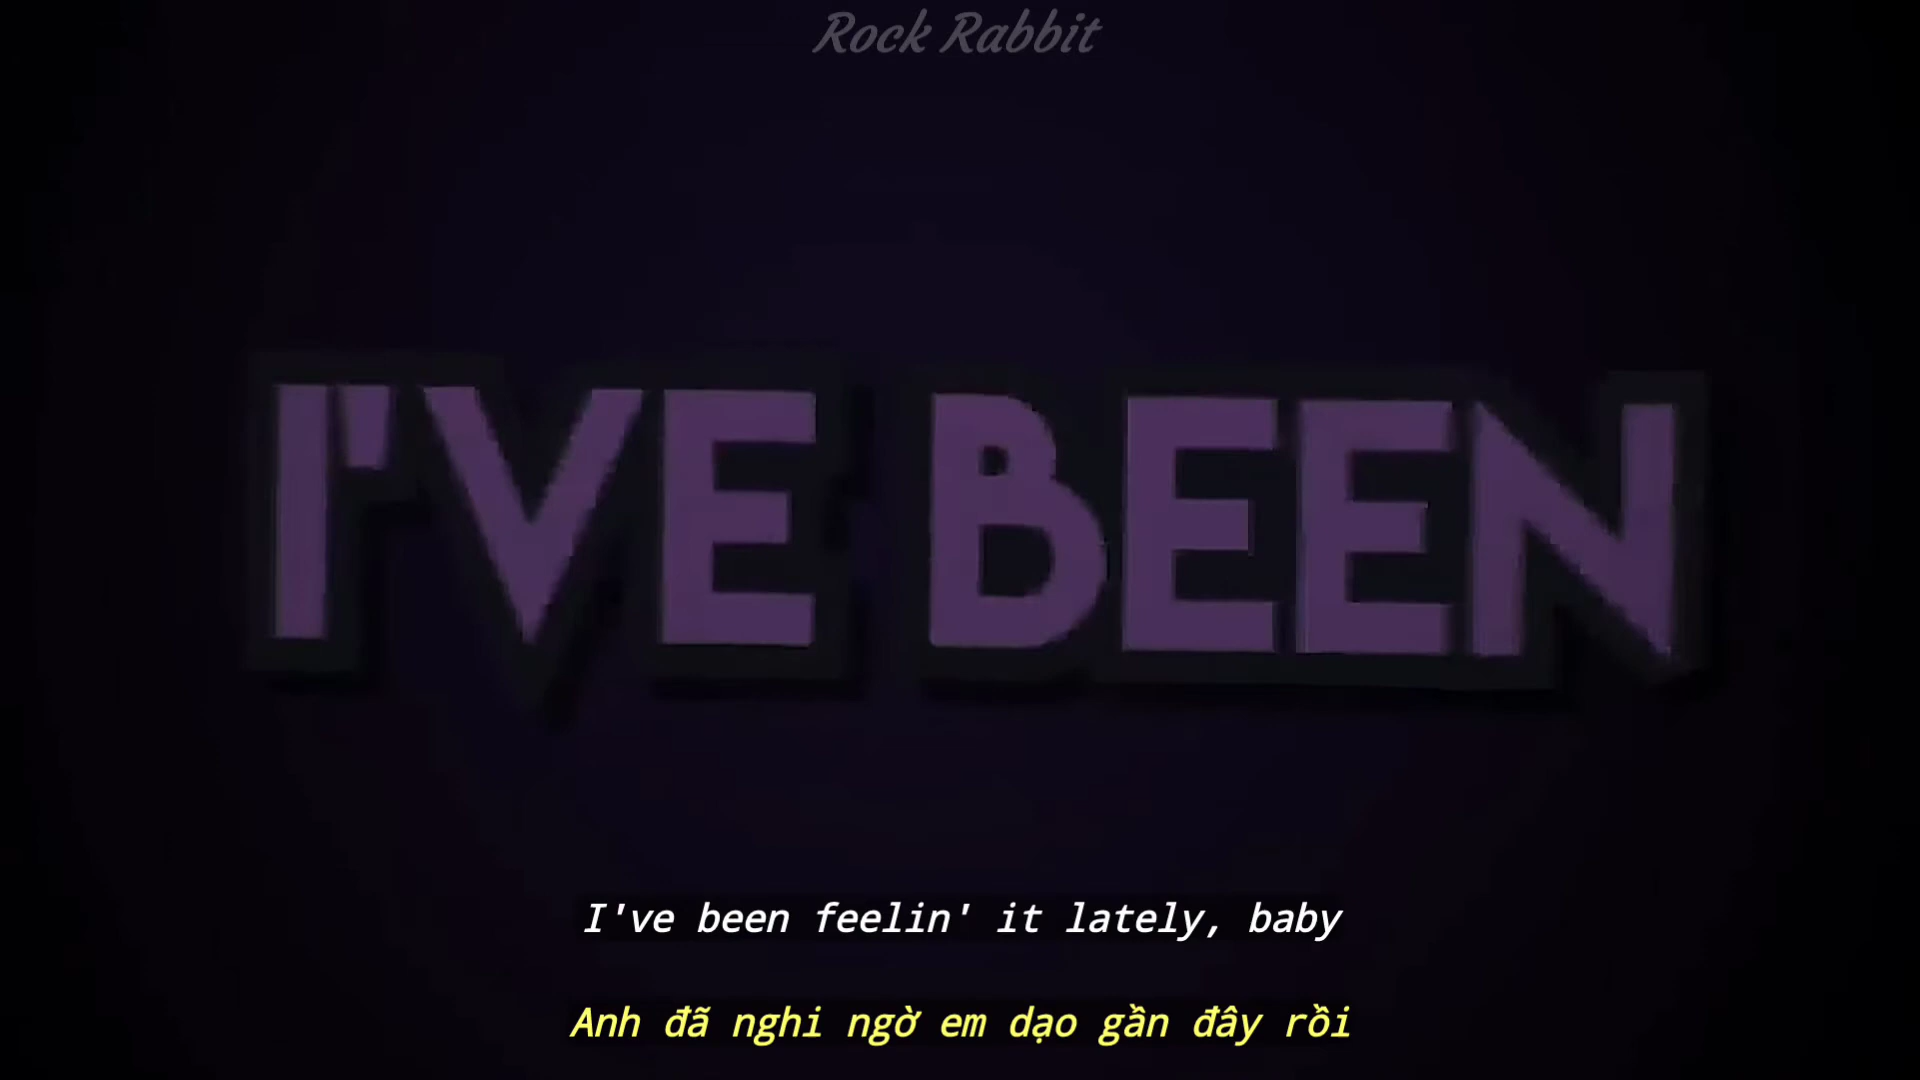 Rock Rabbit
I'VE BEEN
I've been feelin' it lately, baby
Anh đã nghi ngờ em dạo gần đây rồi